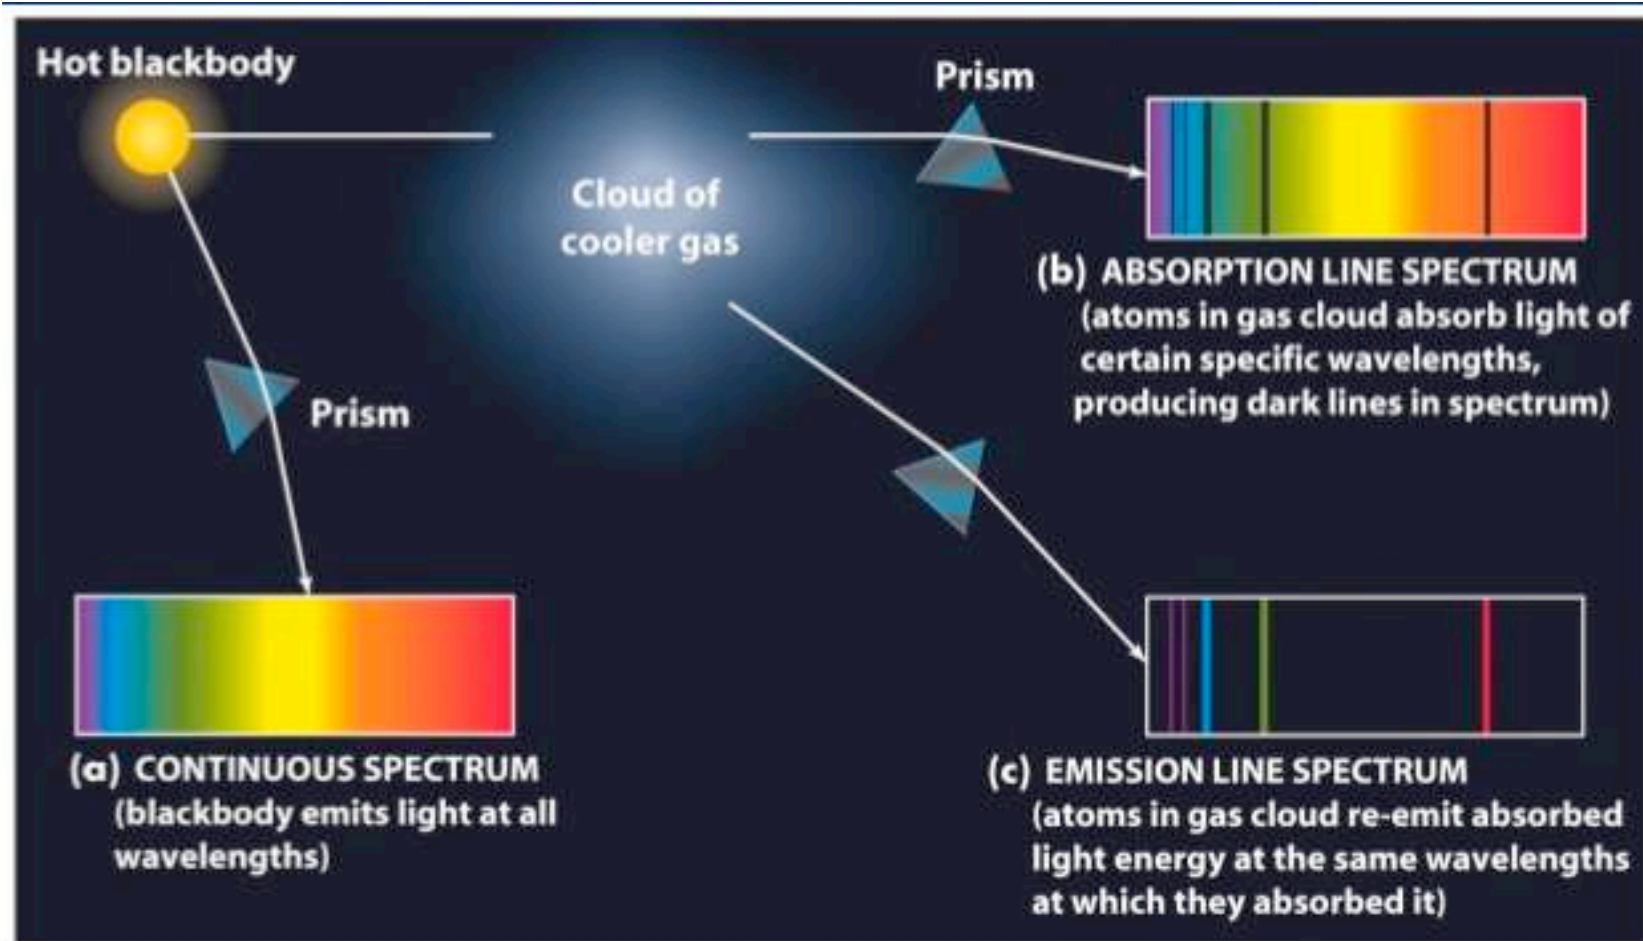 Hot blackbody
Prism
Cloud of
cooler gas
(b) ABSORPTION LINE SPECTRUM
(atoms in gas cloud absorb light of
certain specific wavelengths,
producing dark lines in spectrum)
Prism
(a) CONTINUOUS SPECTRUM
(blackbody emits light at all
wavelengths)
(c) EMISSION LINE SPECTRUM
(atoms in gas cloud re-emit absorbed
light energy at the same wavelengths
at which they absorbed it)